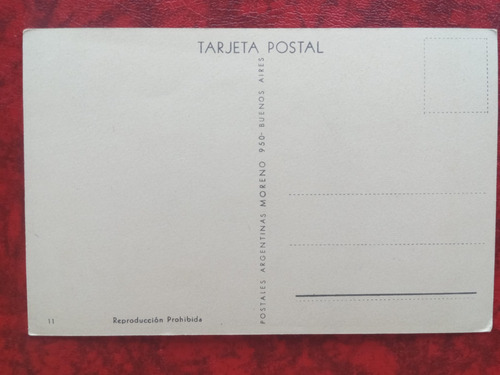 TARJETA POSTAL
POSTALES ARGENTINAS MORENO 950- BUENOS AIRES
11 Reproducción Prohibida